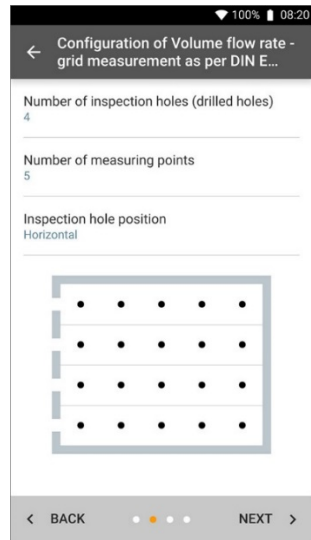 100% 08:20
Configuration of Volume flow rate -
grid measurement as per DIN E...
Number of inspection holes (drilled holes)
4
Number of measuring points
5
Inspection hole position
Horizontal
BACK NEXT